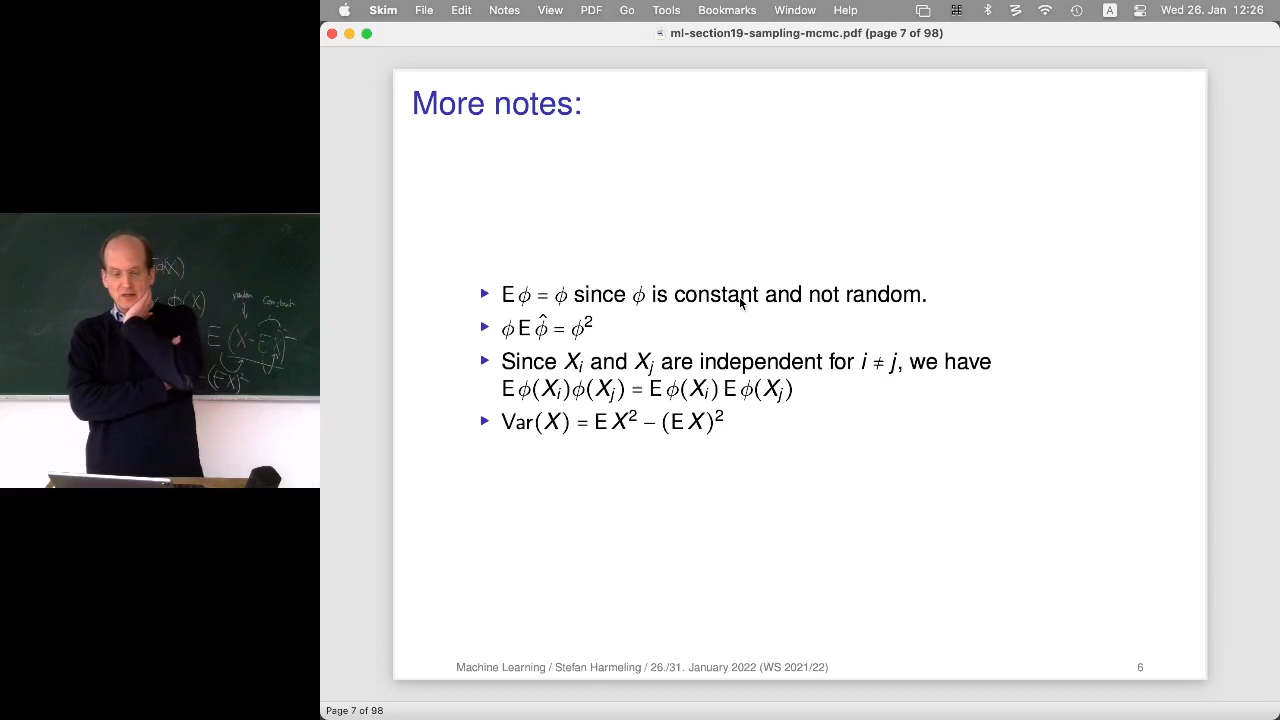 Skim File Edit Notes View PDF Go Tools Bookmarks Window Help A Wed 26. Jan 12:26
ml-section19-sampling-mcmc.pdf (page 7 of 98)
More notes:
E ϕ = ϕ since ϕ is constant and not random.
ϕ E ϕ̂ = ϕ²
Since Xᵢ and Xⱼ are independent for i ≠ j, we have
E ϕ(Xᵢ)ϕ(Xⱼ) = E ϕ(Xᵢ) E ϕ(Xⱼ)
Var(X) = E X² − (E X)²
Machine Learning / Stefan Harmeling / 26./31. January 2022 (WS 2021/22) 6
Page 7 of 98
random
E (X - EX)²